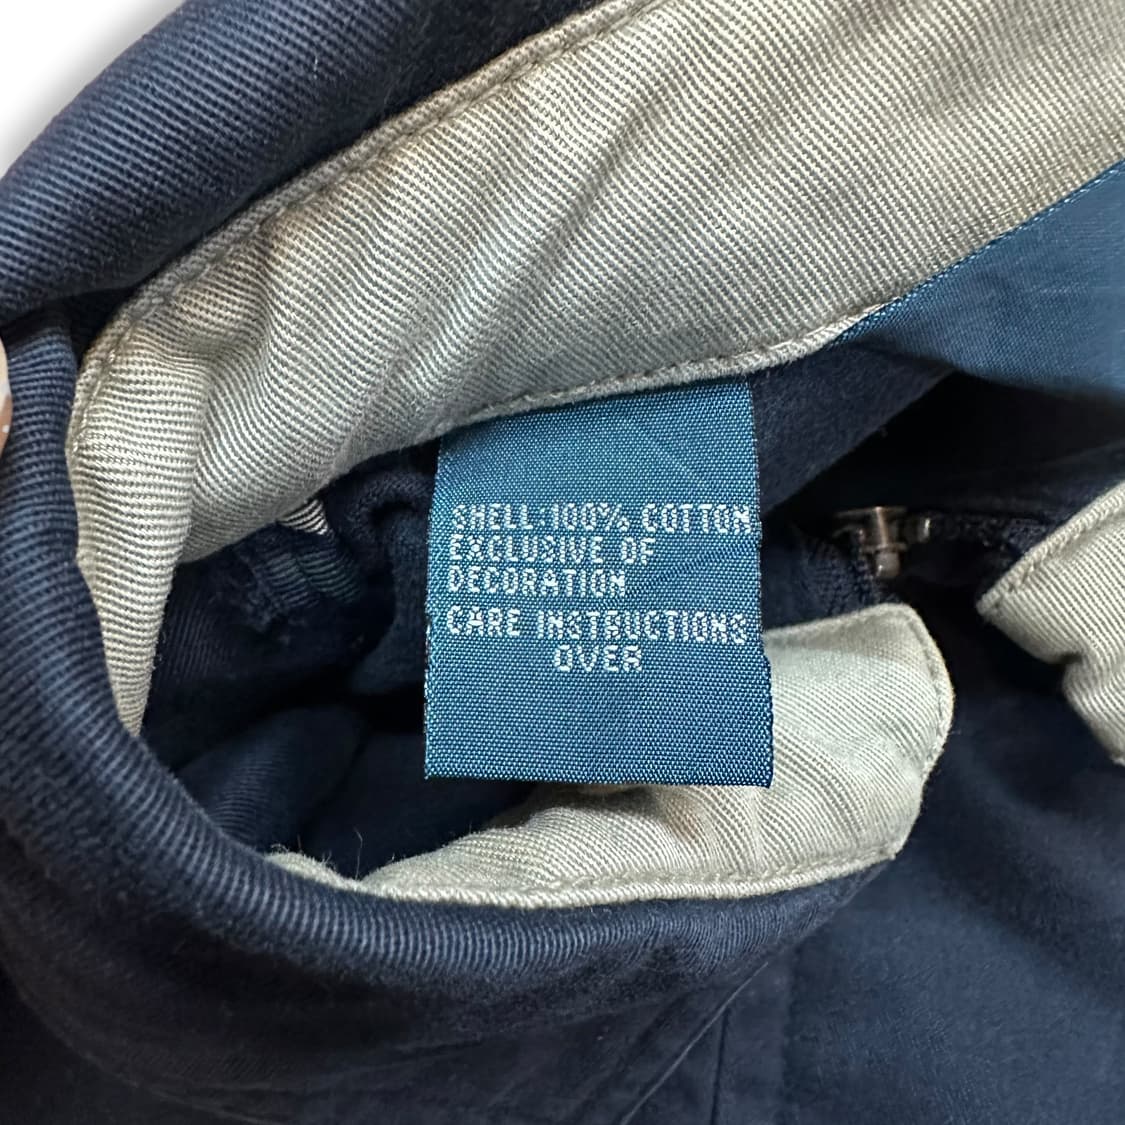 SHELL:100% COTTON
EXCLUSIVE OF
DECORATION
CARE INSTRUCTIONS
OVER